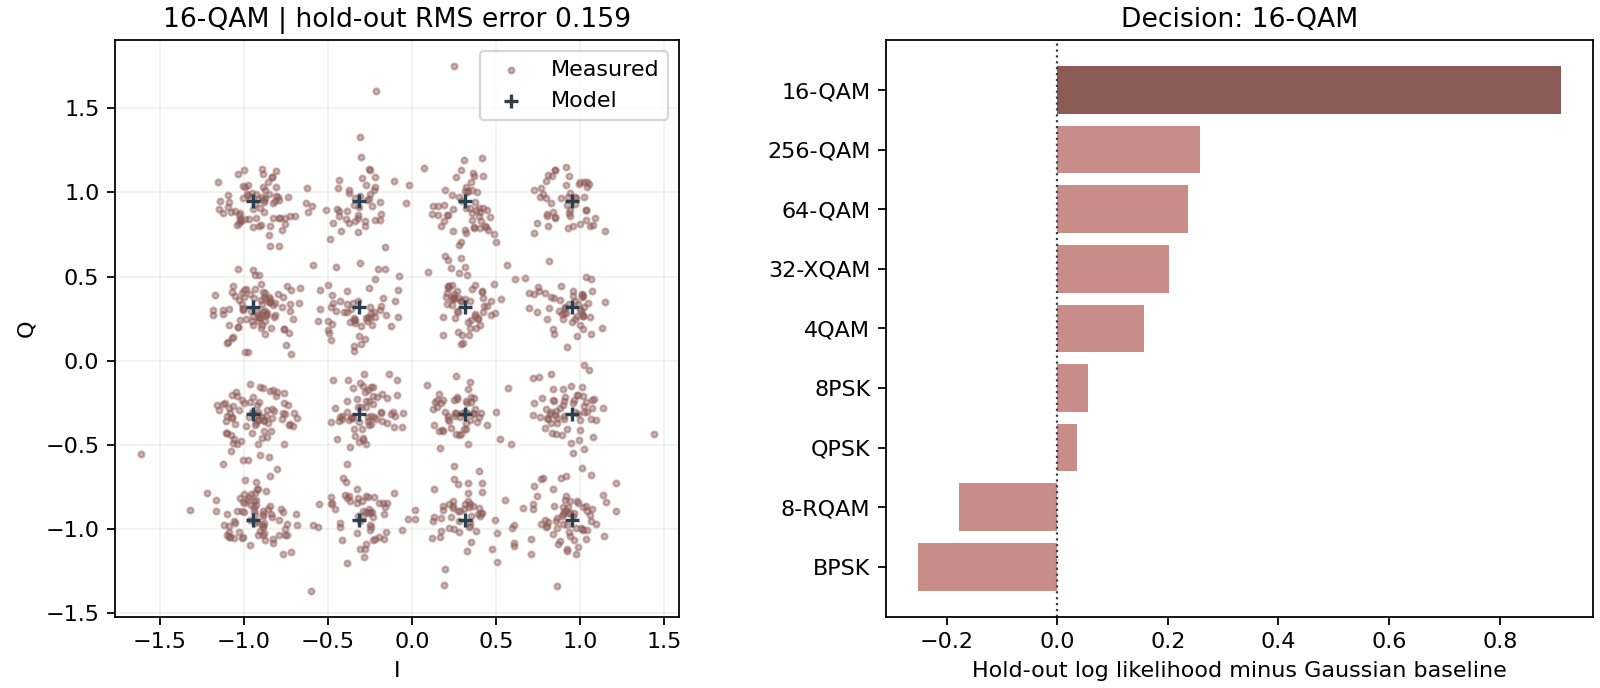 16-QAM | hold-out RMS error 0.159
Measured
Model
1.5
1.0
0.5
0.0
−0.5
−1.0
−1.5
Q
−1.5
−1.0
−0.5
0.0
0.5
1.0
1.5
I
Decision: 16-QAM
16-QAM
256-QAM
64-QAM
32-XQAM
4QAM
8PSK
QPSK
8-RQAM
BPSK
−0.2
0.0
0.2
0.4
0.6
0.8
Hold-out log likelihood minus Gaussian baseline